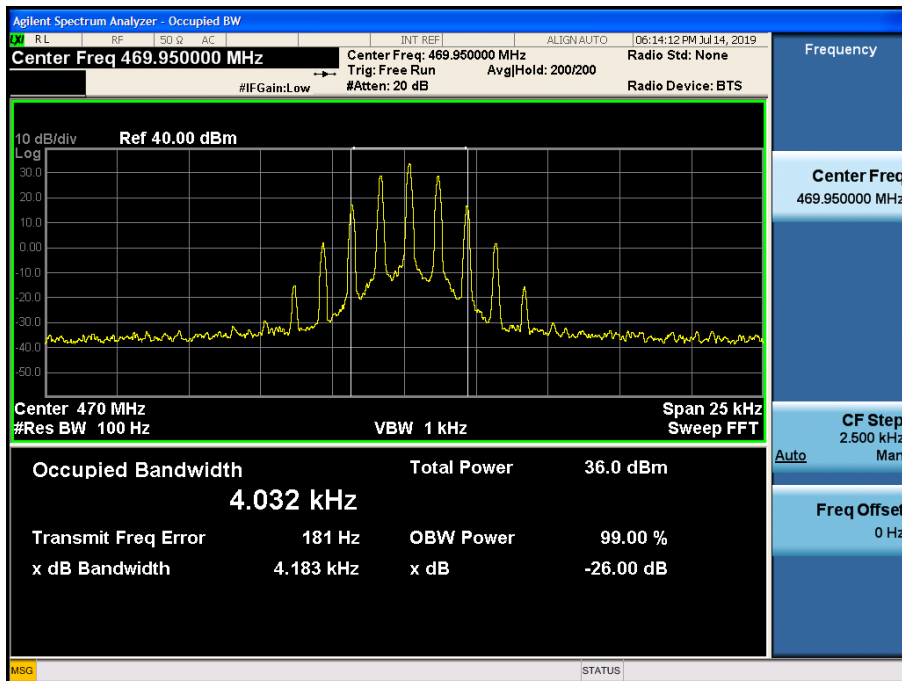 Agilent Spectrum Analyzer - Occupied BW
LXI RL RF 50 Ω AC INT REF ALIGN AUTO 06:14:12 PM Jul 14, 2019
Center Freq 469.950000 MHz
Center Freq: 469.950000 MHz Radio Std: None
Trig: Free Run Avg|Hold: 200/200
#IFGain:Low #Atten: 20 dB Radio Device: BTS
10 dB/div Ref 40.00 dBm
Log
30.0
20.0
10.0
0.00
-10.0
-20.0
-30.0
-40.0
-50.0
Center 470 MHz Span 25 kHz
#Res BW 100 Hz VBW 1 kHz Sweep FFT
Occupied Bandwidth Total Power 36.0 dBm
4.032 kHz
Transmit Freq Error 181 Hz OBW Power 99.00 %
x dB Bandwidth 4.183 kHz x dB -26.00 dB
MSG STATUS
Frequency
Center Freq
469.950000 MHz
CF Step
2.500 kHz
Auto Man
Freq Offset
0 Hz